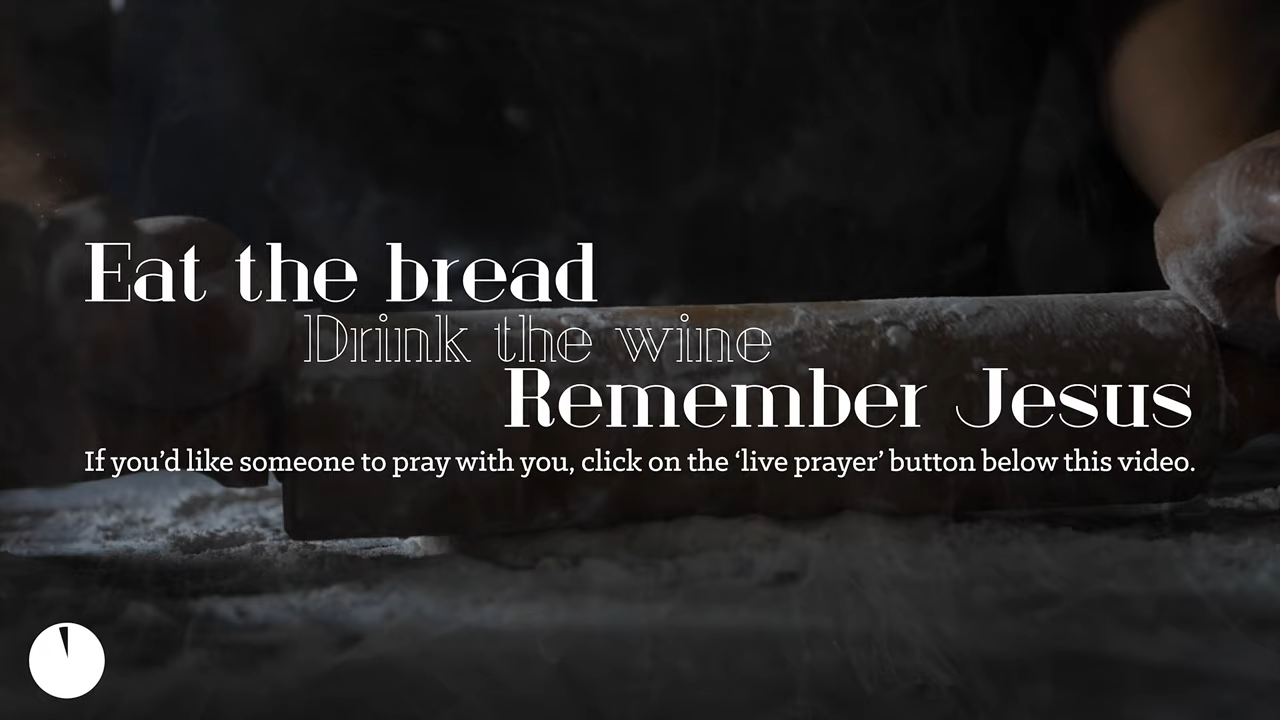 Eat the bread
Drink the wine
Remember Jesus
If you’d like someone to pray with you, click on the ‘live prayer’ button below this video.